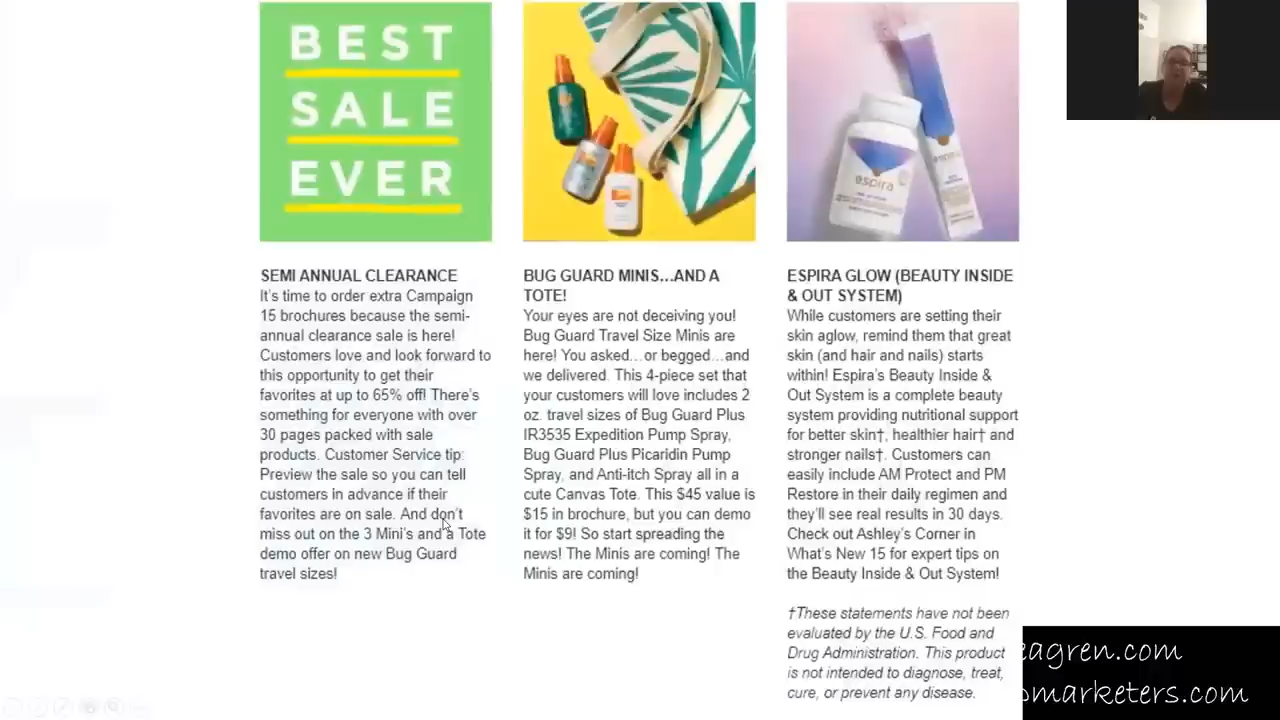 BEST
SALE
EVER
espira
espira
SEMI ANNUAL CLEARANCE
It's time to order extra Campaign
15 brochures because the semi-
annual clearance sale is here!
Customers love and look forward to
this opportunity to get their
favorites at up to 65% off! There's
something for everyone with over
30 pages packed with sale
products. Customer Service tip:
Preview the sale so you can tell
customers in advance if their
favorites are on sale. And don't
miss out on the 3 Mini's and a Tote
demo offer on new Bug Guard
travel sizes!
BUG GUARD MINIS...AND A
TOTE!
Your eyes are not deceiving you!
Bug Guard Travel Size Minis are
here! You asked...or begged...and
we delivered. This 4-piece set that
your customers will love includes 2
oz. travel sizes of Bug Guard Plus
IR3535 Expedition Pump Spray,
Bug Guard Plus Picaridin Pump
Spray, and Anti-itch Spray all in a
cute Canvas Tote. This $45 value is
$15 in brochure, but you can demo
it for $9! So start spreading the
news! The Minis are coming! The
Minis are coming!
ESPIRA GLOW (BEAUTY INSIDE
& OUT SYSTEM)
While customers are setting their
skin aglow, remind them that great
skin (and hair and nails) starts
within! Espira's Beauty Inside &
Out System is a complete beauty
system providing nutritional support
for better skin†, healthier hair† and
stronger nails†. Customers can
easily include AM Protect and PM
Restore in their daily regimen and
they'll see real results in 30 days.
Check out Ashley's Corner in
What's New 15 for expert tips on
the Beauty Inside & Out System!
†These statements have not been
evaluated by the U.S. Food and
Drug Administration. This product
is not intended to diagnose, treat,
cure, or prevent any disease.
eagren.com
omarketers.com